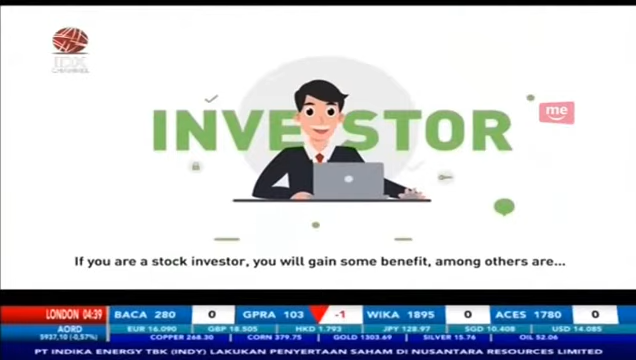 IDX
CHANNEL
INVESTOR
me
If you are a stock investor, you will gain some benefit, among others are...
LONDON 04:39 BACA 280 0 GPRA 103 -1 WIKA 1895 0 ACES 1780 0
AORD EUR 16.090 GBP 18.505 HKD 1.793 JPY 128.97 SGD 10.408 USD 14.085
5937,10 (-0,57%) COPPER 268.30 CORN 379.75 GOLD 1303.69 SILVER 15.76 OIL 52.06
PT INDIKA ENERGY TBK (INDY) LAKUKAN PENYERTAAN SAHAM DI NUSANTARA RESOURCES LIMITED